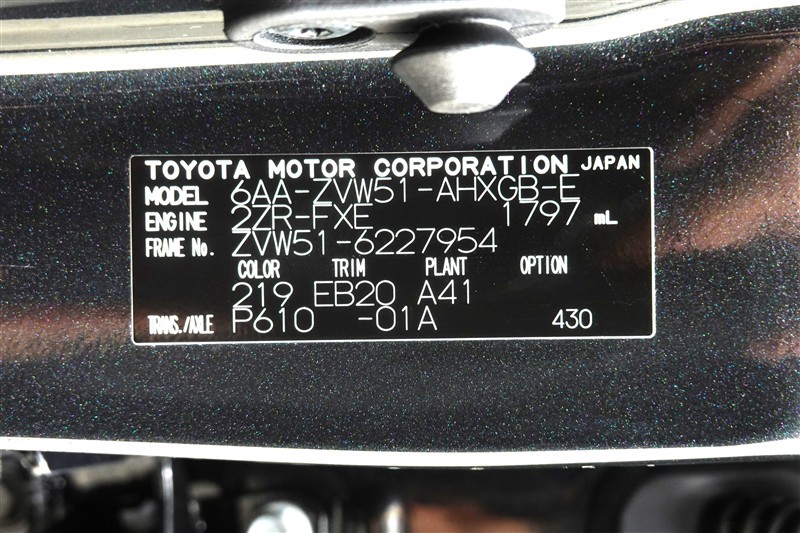 TOYOTA MOTOR CORPORATION JAPAN
MODEL 6AA-ZVW51-AHXGB-E
ENGINE 2ZR-FXE 1797 mL
FRAME No. ZVW51-6227954
COLOR TRIM PLANT OPTION
219 EB20 A41
TRANS./AXLE P610 -01A 430